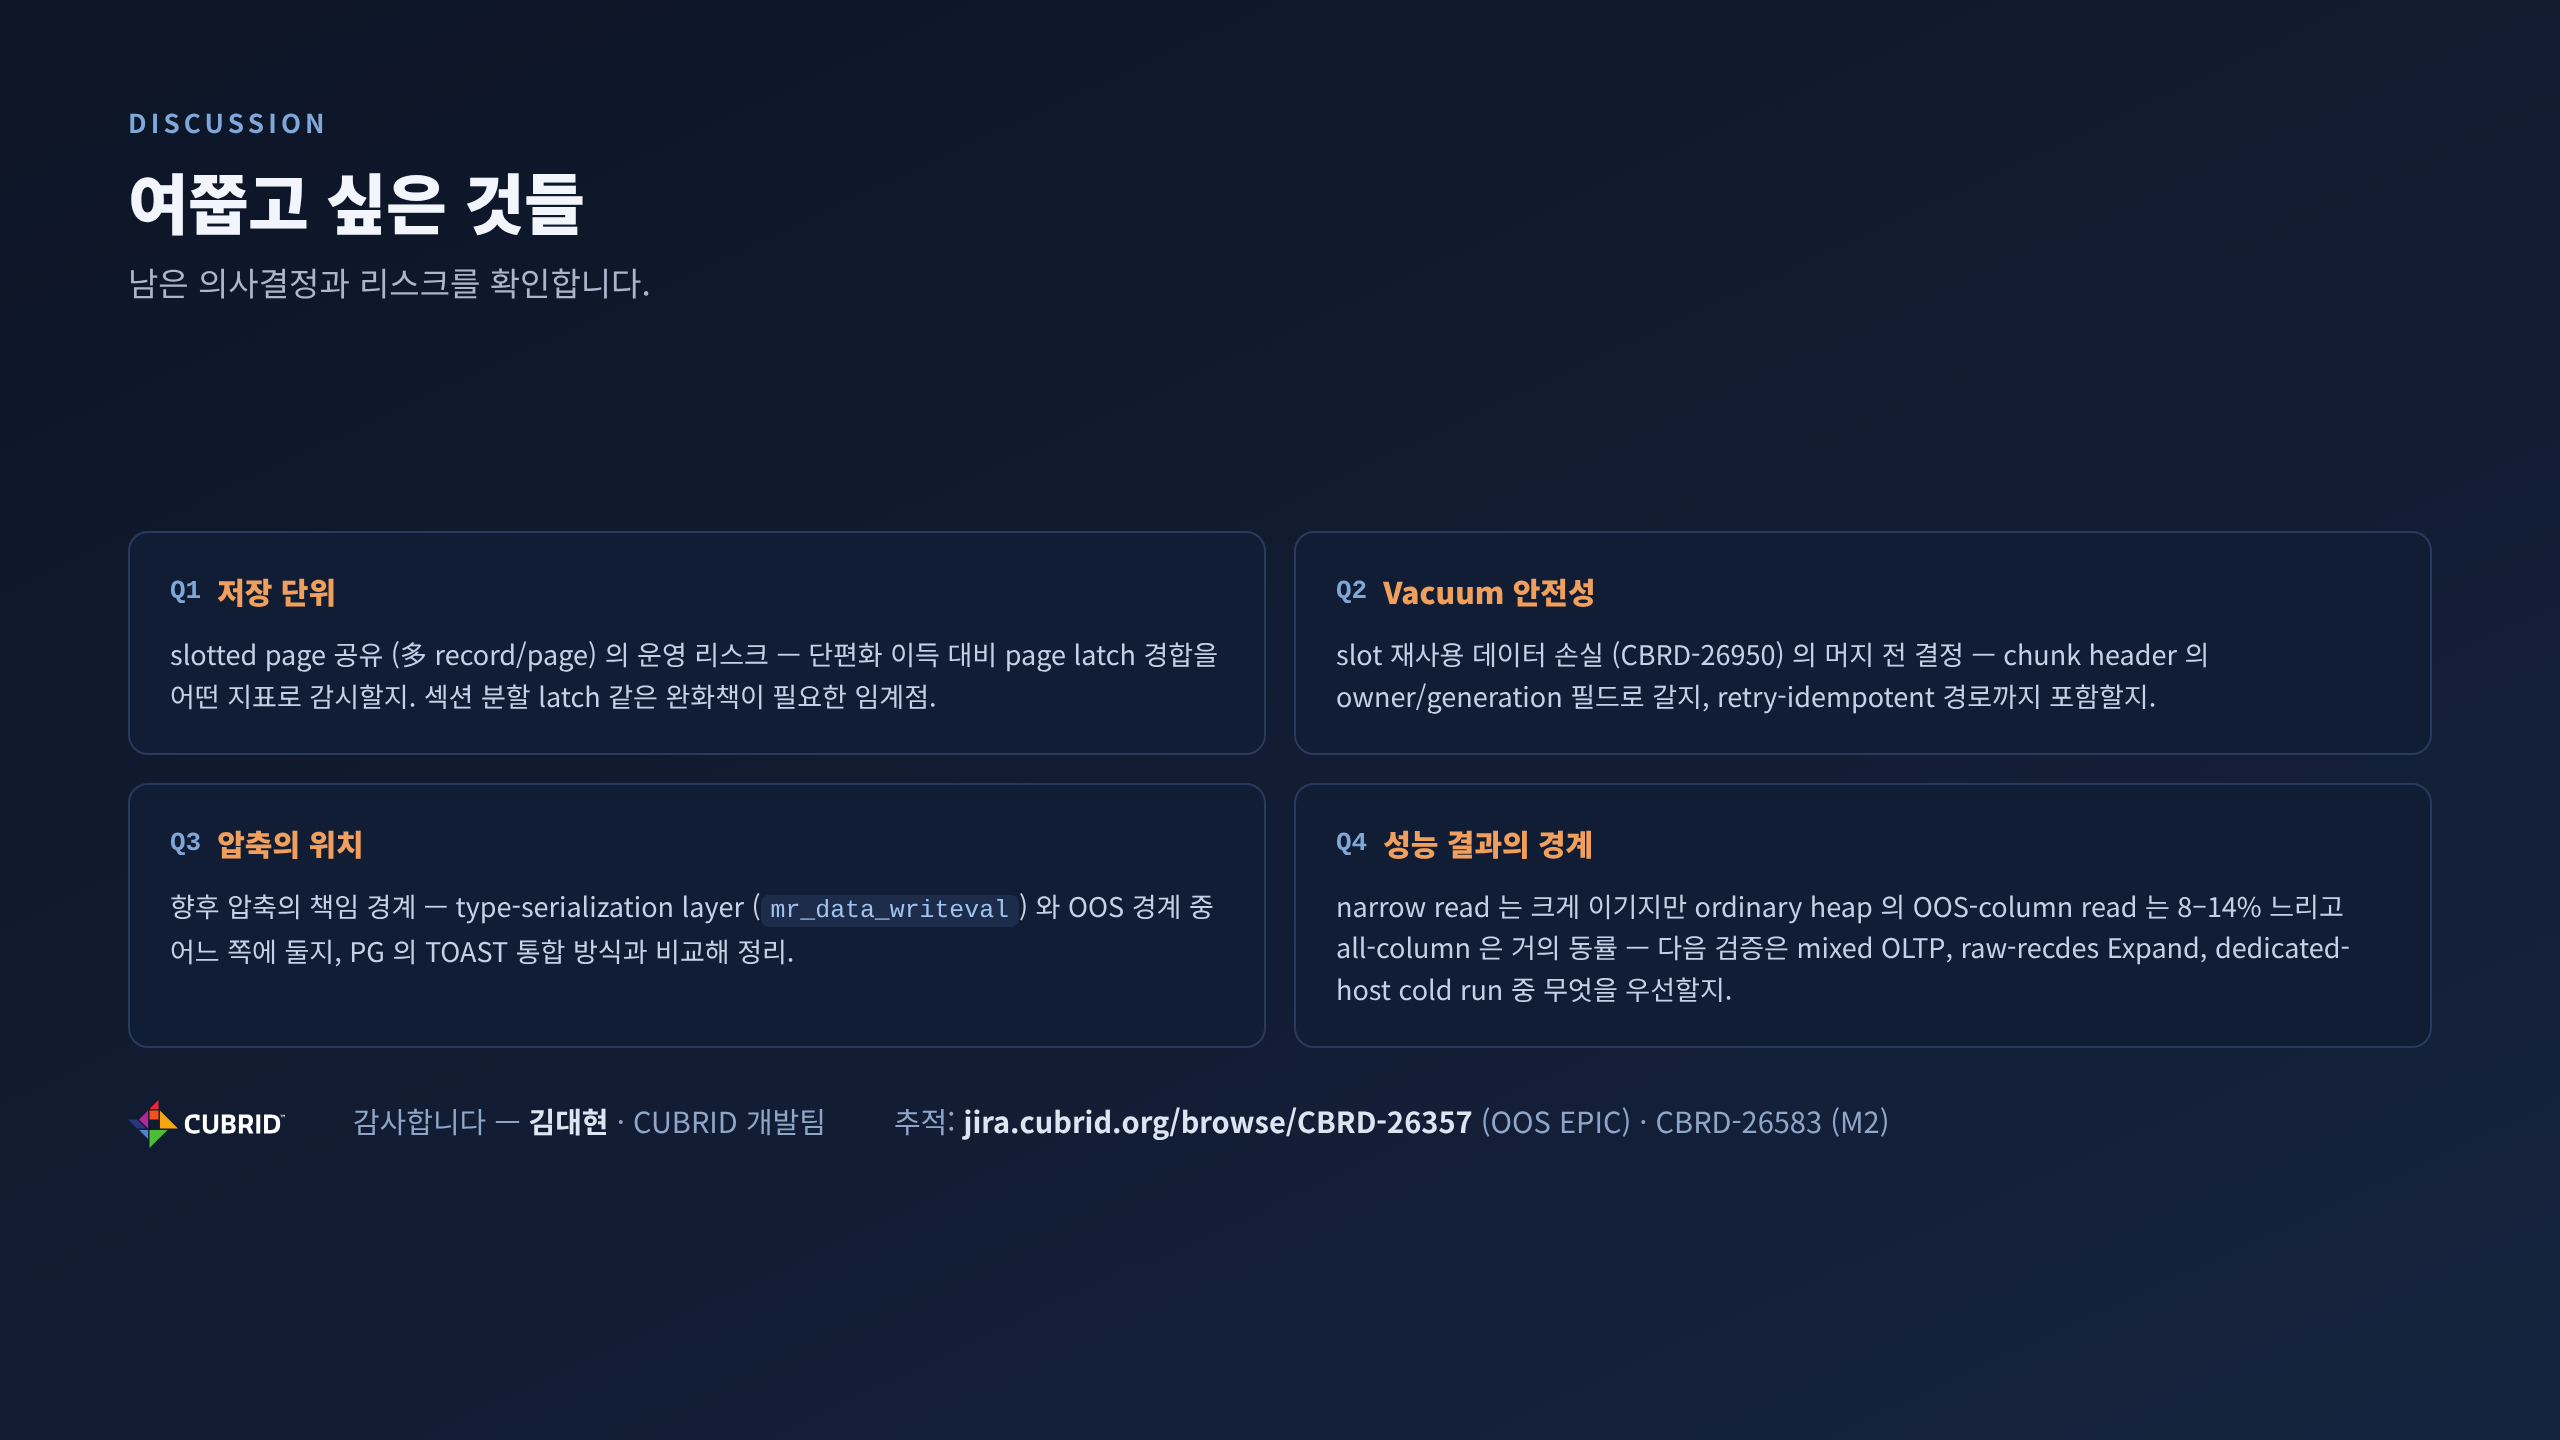 DISCUSSION
여쭙고 싶은 것들
남은 의사결정과 리스크를 확인합니다.
Q1 저장 단위
slotted page 공유 (多 record/page) 의 운영 리스크 — 단편화 이득 대비 page latch 경합을
어떤 지표로 감시할지. 섹션 분할 latch 같은 완화책이 필요한 임계점.
Q2 Vacuum 안전성
slot 재사용 데이터 손실 (CBRD-26950) 의 머지 전 결정 — chunk header 의
owner/generation 필드로 갈지, retry-idempotent 경로까지 포함할지.
Q3 압축의 위치
향후 압축의 책임 경계 — type-serialization layer (mr_data_writeval) 와 OOS 경계 중
어느 쪽에 둘지, PG 의 TOAST 통합 방식과 비교해 정리.
Q4 성능 결과의 경계
narrow read 는 크게 이기지만 ordinary heap 의 OOS-column read 는 8–14% 느리고
all-column 은 거의 동률 — 다음 검증은 mixed OLTP, raw-recdes Expand, dedicated-
host cold run 중 무엇을 우선할지.
CUBRID 감사합니다 — 김대현 · CUBRID 개발팀 추적: jira.cubrid.org/browse/CBRD-26357 (OOS EPIC) · CBRD-26583 (M2)